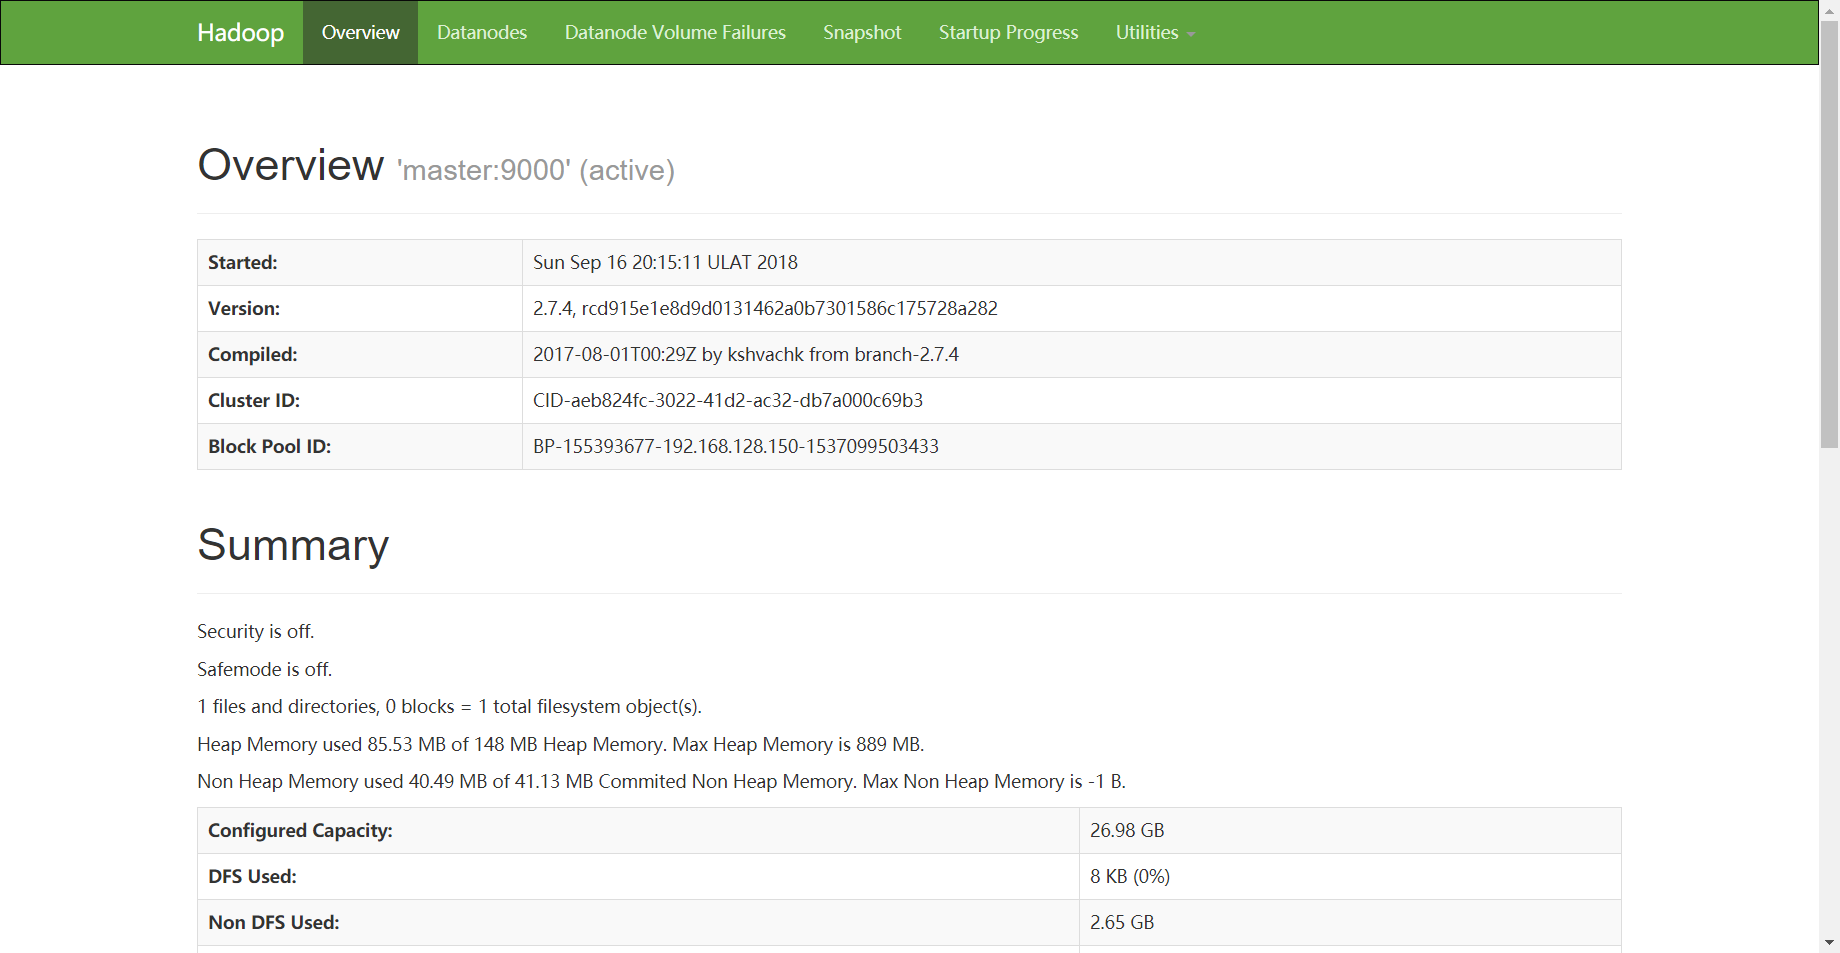 Hadoop Overview Datanodes Datanode Volume Failures Snapshot Startup Progress Utilities
Overview 'master:9000' (active)
Started: Sun Sep 16 20:15:11 ULAT 2018
Version: 2.7.4, rcd915e1e8d9d0131462a0b7301586c175728a282
Compiled: 2017-08-01T00:29Z by kshvachk from branch-2.7.4
Cluster ID: CID-aeb824fc-3022-41d2-ac32-db7a000c69b3
Block Pool ID: BP-155393677-192.168.128.150-1537099503433
Summary
Security is off.
Safemode is off.
1 files and directories, 0 blocks = 1 total filesystem object(s).
Heap Memory used 85.53 MB of 148 MB Heap Memory. Max Heap Memory is 889 MB.
Non Heap Memory used 40.49 MB of 41.13 MB Commited Non Heap Memory. Max Non Heap Memory is -1 B.
Configured Capacity: 26.98 GB
DFS Used: 8 KB (0%)
Non DFS Used: 2.65 GB